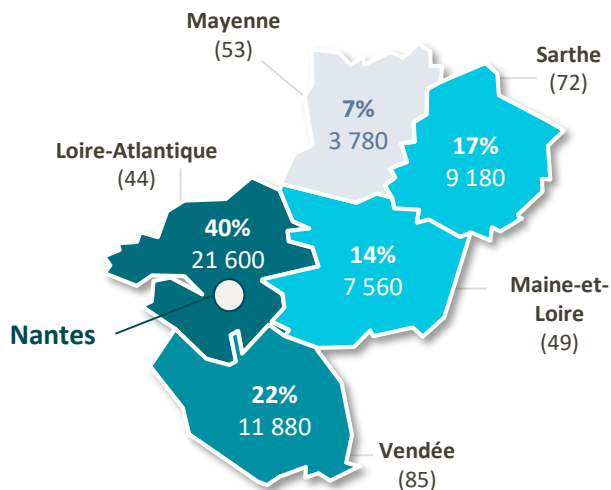 Mayenne
(53)
Sarthe
(72)
7%
3 780
17%
9 180
Loire-Atlantique
(44)
40%
21 600
14%
7 560
Maine-et-
Loire
(49)
Nantes
22%
11 880
Vendée
(85)